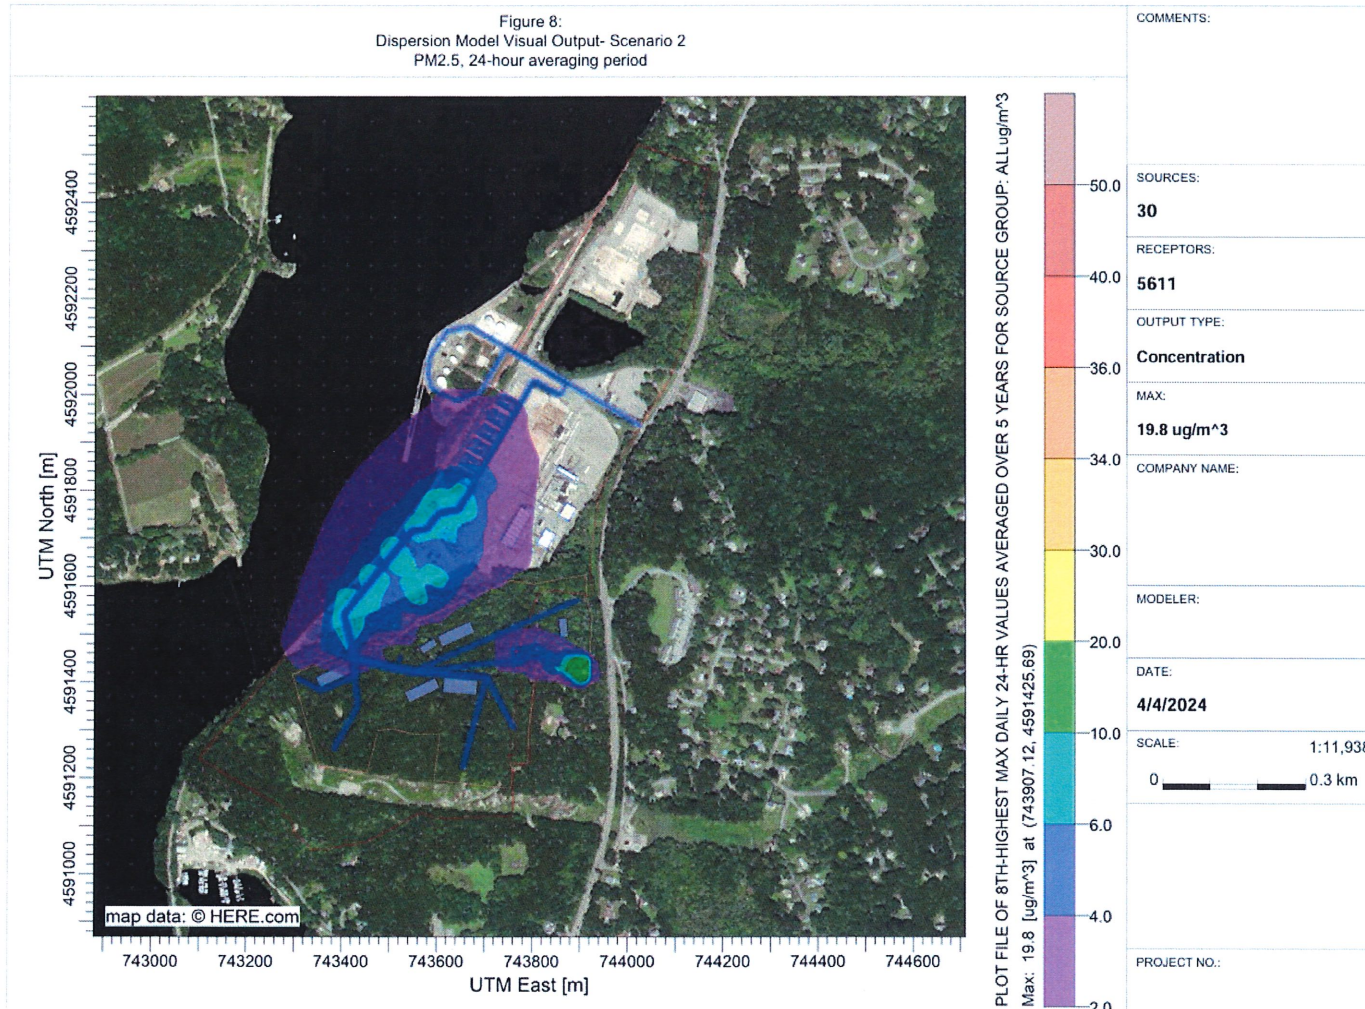 Figure 8:
Dispersion Model Visual Output- Scenario 2
PM2.5, 24-hour averaging period
UTM North [m]
4592400
4592200
4592000
4591800
4591600
4591400
4591200
4591000
map data: © HERE.com
743000 743200 743400 743600 743800 744000 744200 744400 744600
UTM East [m]
PLOT FILE OF 8TH-HIGHEST MAX DAILY 24-HR VALUES AVERAGED OVER 5 YEARS FOR SOURCE GROUP: ALLug/m^3
Max: 19.8 [ug/m^3] at (743907.12, 4591425.69)
50.0
40.0
36.0
34.0
30.0
20.0
10.0
6.0
4.0
2.0
COMMENTS:
SOURCES:
30
RECEPTORS:
5611
OUTPUT TYPE:
Concentration
MAX:
19.8 ug/m^3
COMPANY NAME:
MODELER:
DATE:
4/4/2024
SCALE:
1:11,938
0 0.3 km
PROJECT NO.: